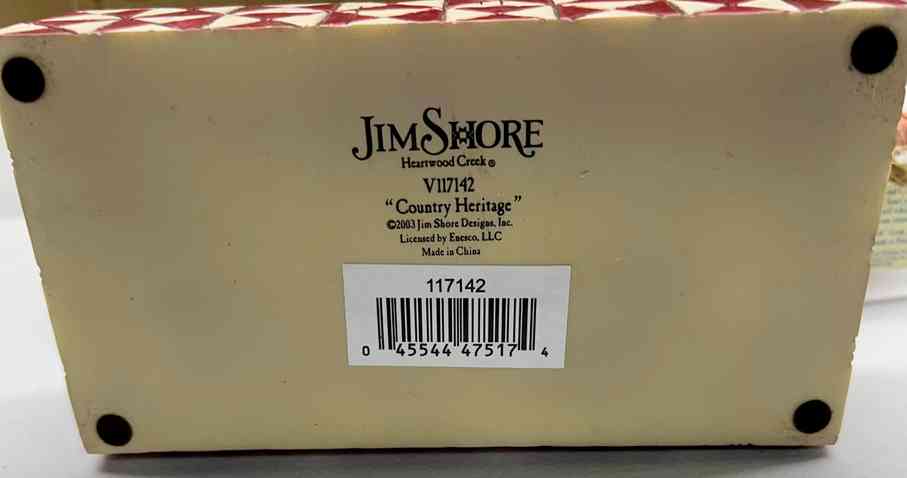 JIM SHORE
Heartwood Creek®
V117142
"Country Heritage"
©2003 Jim Shore Designs, Inc.
Licensed by Enesco, LLC
Made in China
117142
0 45544 47517 4